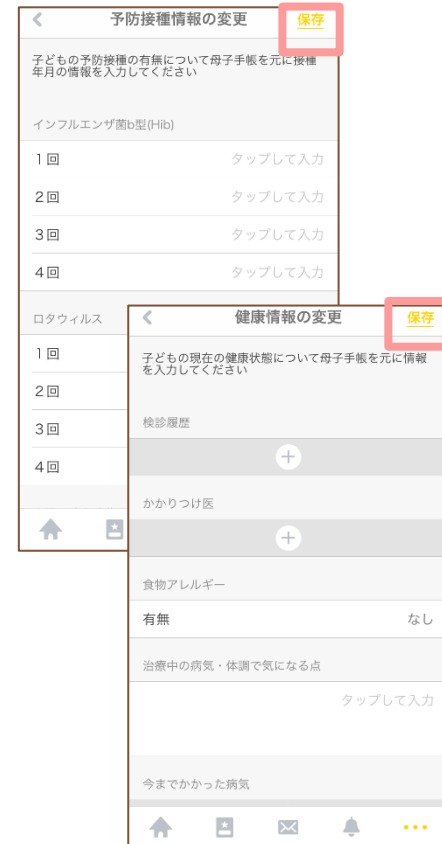 予防接種情報の変更
保存
子どもの予防接種の有無について母子手帳を元に接種
年月の情報を入力してください
インフルエンザ菌b型(Hib)
1回 タップして入力
2回 タップして入力
3回 タップして入力
4回 タップして入力
ロタウィルス
1回
2回
3回
4回
健康情報の変更
保存
子どもの現在の健康状態について母子手帳を元に情報
を入力してください
検診履歴
かかりつけ医
食物アレルギー
有無 なし
治療中の病気・体調で気になる点
タップして入力
今までかかった病気